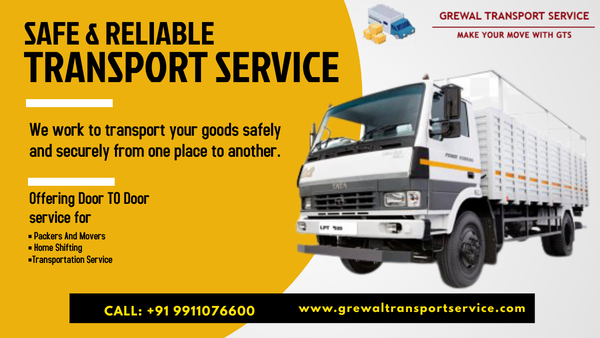 SAFE & RELIABLE
TRANSPORT SERVICE
GREWAL TRANSPORT SERVICE
MAKE YOUR MOVE WITH GTS
We work to transport your goods safely
and securely from one place to another.
Offering Door TO Door
service for
▪ Packers And Movers
▪ Home Shifting
▪Transportation Service
TATA
LPT
CALL: +91 9911076600
www.grewaltransportservice.com